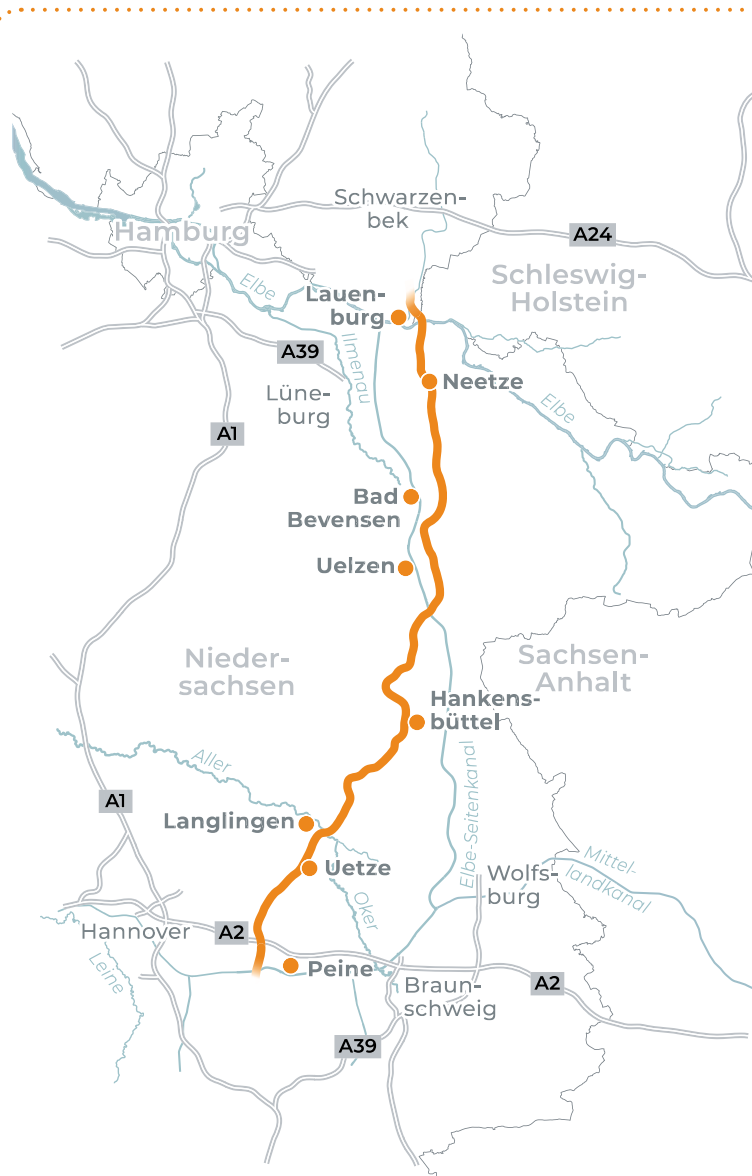 Schwarzen-
bek
Hamburg
A24
Elbe
Schleswig-
Holstein
Lauen-
burg
Ilmenau
A39
Neetze
Lüne-
burg
Elbe
A1
Bad
Bevensen
Uelzen
Nieder-
sachsen
Sachsen-
Anhalt
Hankens-
büttel
Aller
A1
Langlingen
Elbe-Seitenkanal
Mittel-
landkanal
Uetze
Wolfs-
burg
Oker
Hannover
A2
Leine
Peine
Braun-
schweig
A2
A39